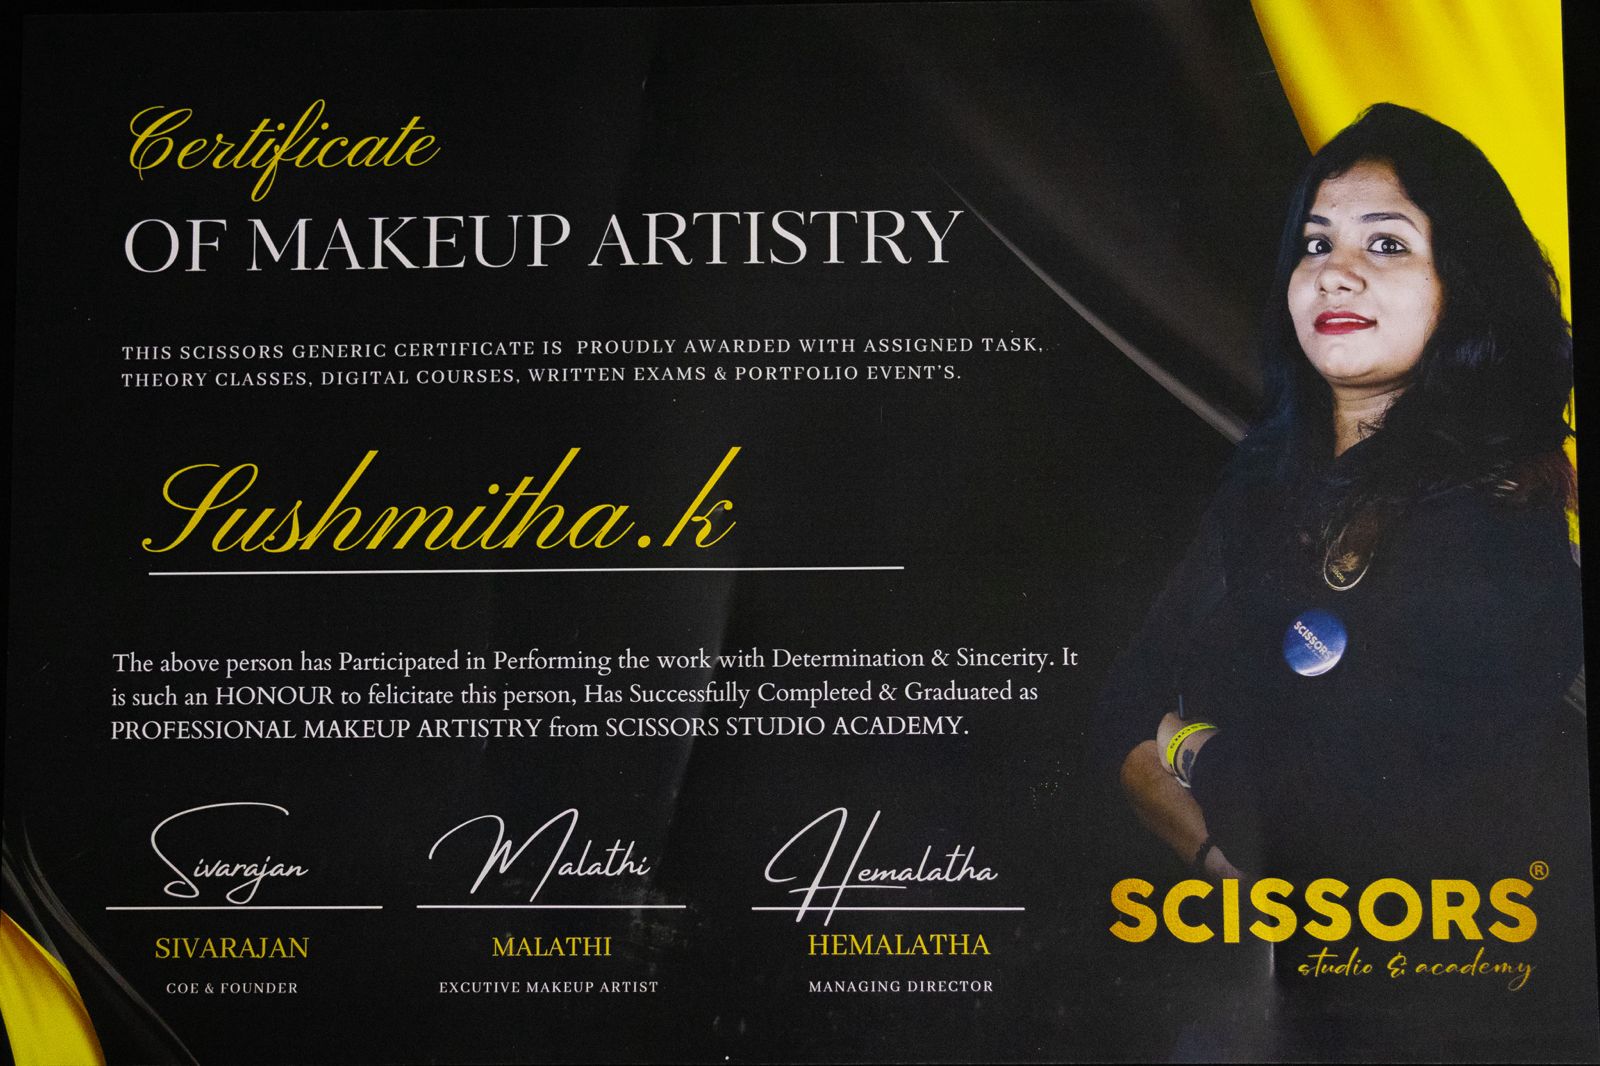 Certificate
OF MAKEUP ARTISTRY
THIS SCISSORS GENERIC CERTIFICATE IS PROUDLY AWARDED WITH ASSIGNED TASK,
THEORY CLASSES, DIGITAL COURSES, WRITTEN EXAMS & PORTFOLIO EVENT'S.
Sushmitha.k
The above person has Participated in Performing the work with Determination & Sincerity. It
is such an HONOUR to felicitate this person, Has Successfully Completed & Graduated as
PROFESSIONAL MAKEUP ARTISTRY from SCISSORS STUDIO ACADEMY.
Sivarajan
SIVARAJAN
COE & FOUNDER
Malathi
MALATHI
EXCUTIVE MAKEUP ARTIST
Hemalatha
HEMALATHA
MANAGING DIRECTOR
SCISSORS
SCISSORS®
studio & academy